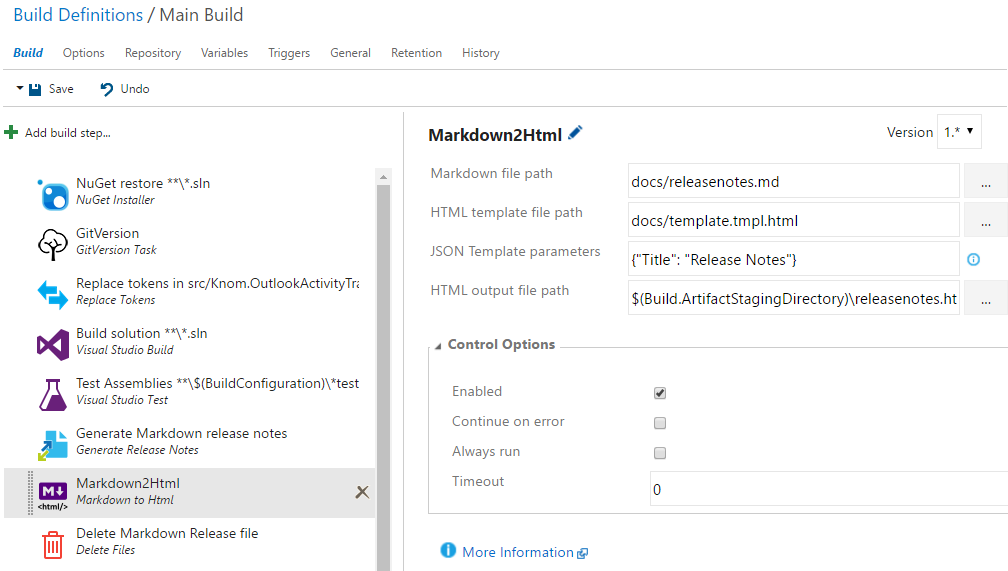 Build Definitions / Main Build
Build Options Repository Variables Triggers General Retention History
Save Undo
Add build step...
NuGet restore **\*.sln
NuGet Installer
GitVersion
GitVersion Task
Replace tokens in src/Knom.OutlookActivityTra
Replace Tokens
Build solution **\*.sln
Visual Studio Build
Test Assemblies **\$(BuildConfiguration)\*test
Visual Studio Test
Generate Markdown release notes
Generate Release Notes
M↓
<html/>
Markdown2Html
Markdown to Html
Delete Markdown Release file
Delete Files
Markdown2Html
Version 1.*
Markdown file path docs/releasenotes.md ...
HTML template file path docs/template.tmpl.html ...
JSON Template parameters {"Title": "Release Notes"}
HTML output file path $(Build.ArtifactStagingDirectory)\releasenotes.ht ...
Control Options
Enabled
Continue on error
Always run
Timeout 0
More Information